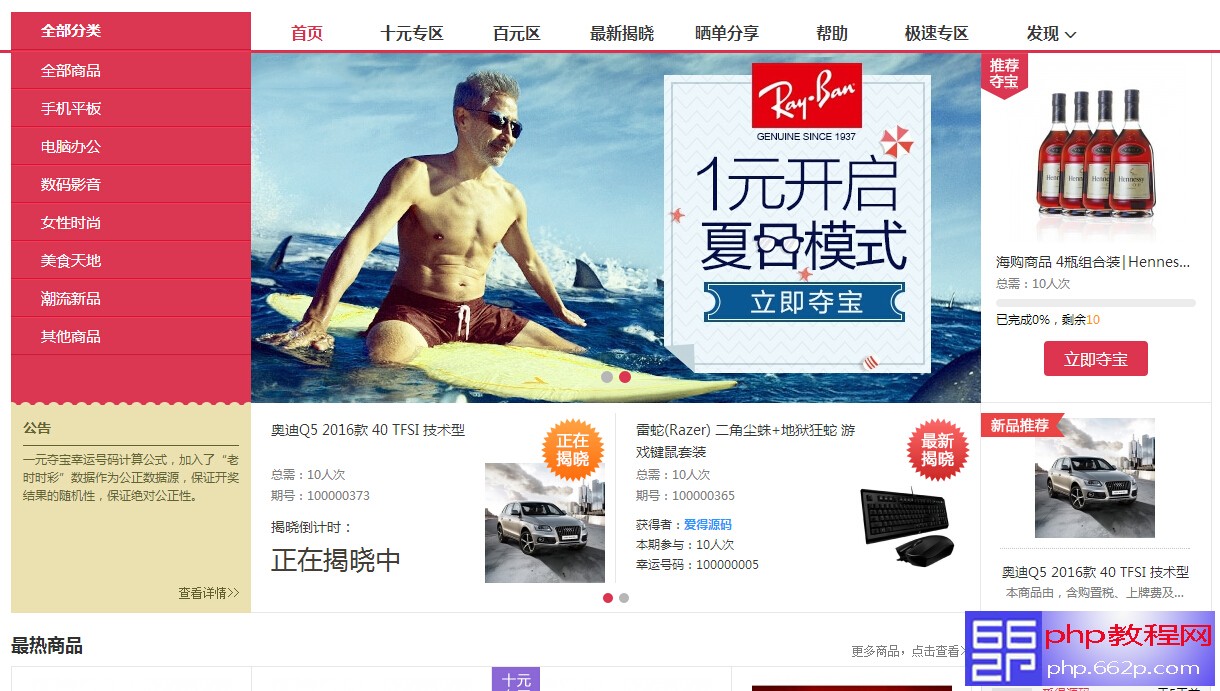 全部分类
首页
十元专区
百元区
最新揭晓
晒单分享
帮助
极速专区
发现
全部商品
手机平板
电脑办公
数码影音
女性时尚
美食天地
潮流新品
其他商品
Ray·Ban
GENUINE SINCE 1937
1元开启
夏日模式
立即夺宝
推荐
夺宝
Hennessy
海购商品 4瓶组合装|Hennes...
总需：10人次
已完成0%，剩余10
立即夺宝
公告
一元夺宝幸运号码计算公式，加入了“老
时时彩”数据作为公正数据源，保证开奖
结果的随机性，保证绝对公正性。
查看详情>>
奥迪Q5 2016款 40 TFSI 技术型
总需：10人次
期号：100000373
揭晓倒计时：
正在揭晓中
正在
揭晓
雷蛇(Razer) 二角尘蛛+地狱狂蛇 游
戏键鼠套装
总需：10人次
期号：100000365
获得者：爱得源码
本期参与：10人次
幸运号码：100000005
最新
揭晓
新品推荐
奥迪Q5 2016款 40 TFSI 技术型
本商品由，含购置税、上牌费及...
最热商品
更多商品，点击查看>
十元
662P
php教程网
php.662p.com